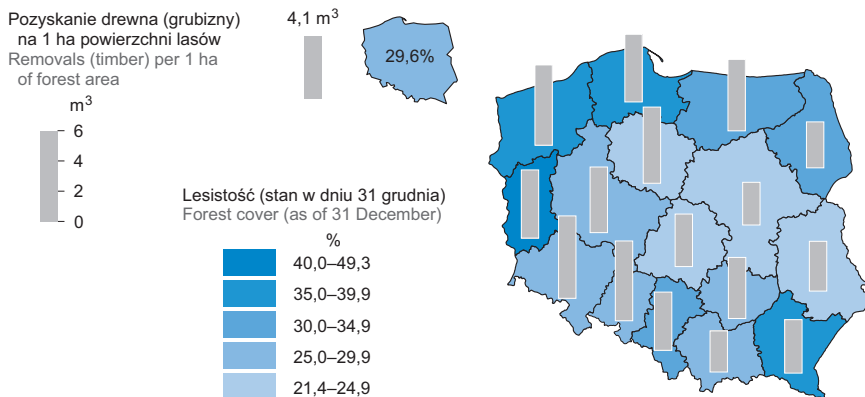 Pozyskanie drewna (grubizny)
na 1 ha powierzchni lasów
Removals (timber) per 1 ha
of forest area
m³
6
4
2
0
4,1 m³
29,6%
Lesistość (stan w dniu 31 grudnia)
Forest cover (as of 31 December)
%
40,0–49,3
35,0–39,9
30,0–34,9
25,0–29,9
21,4–24,9